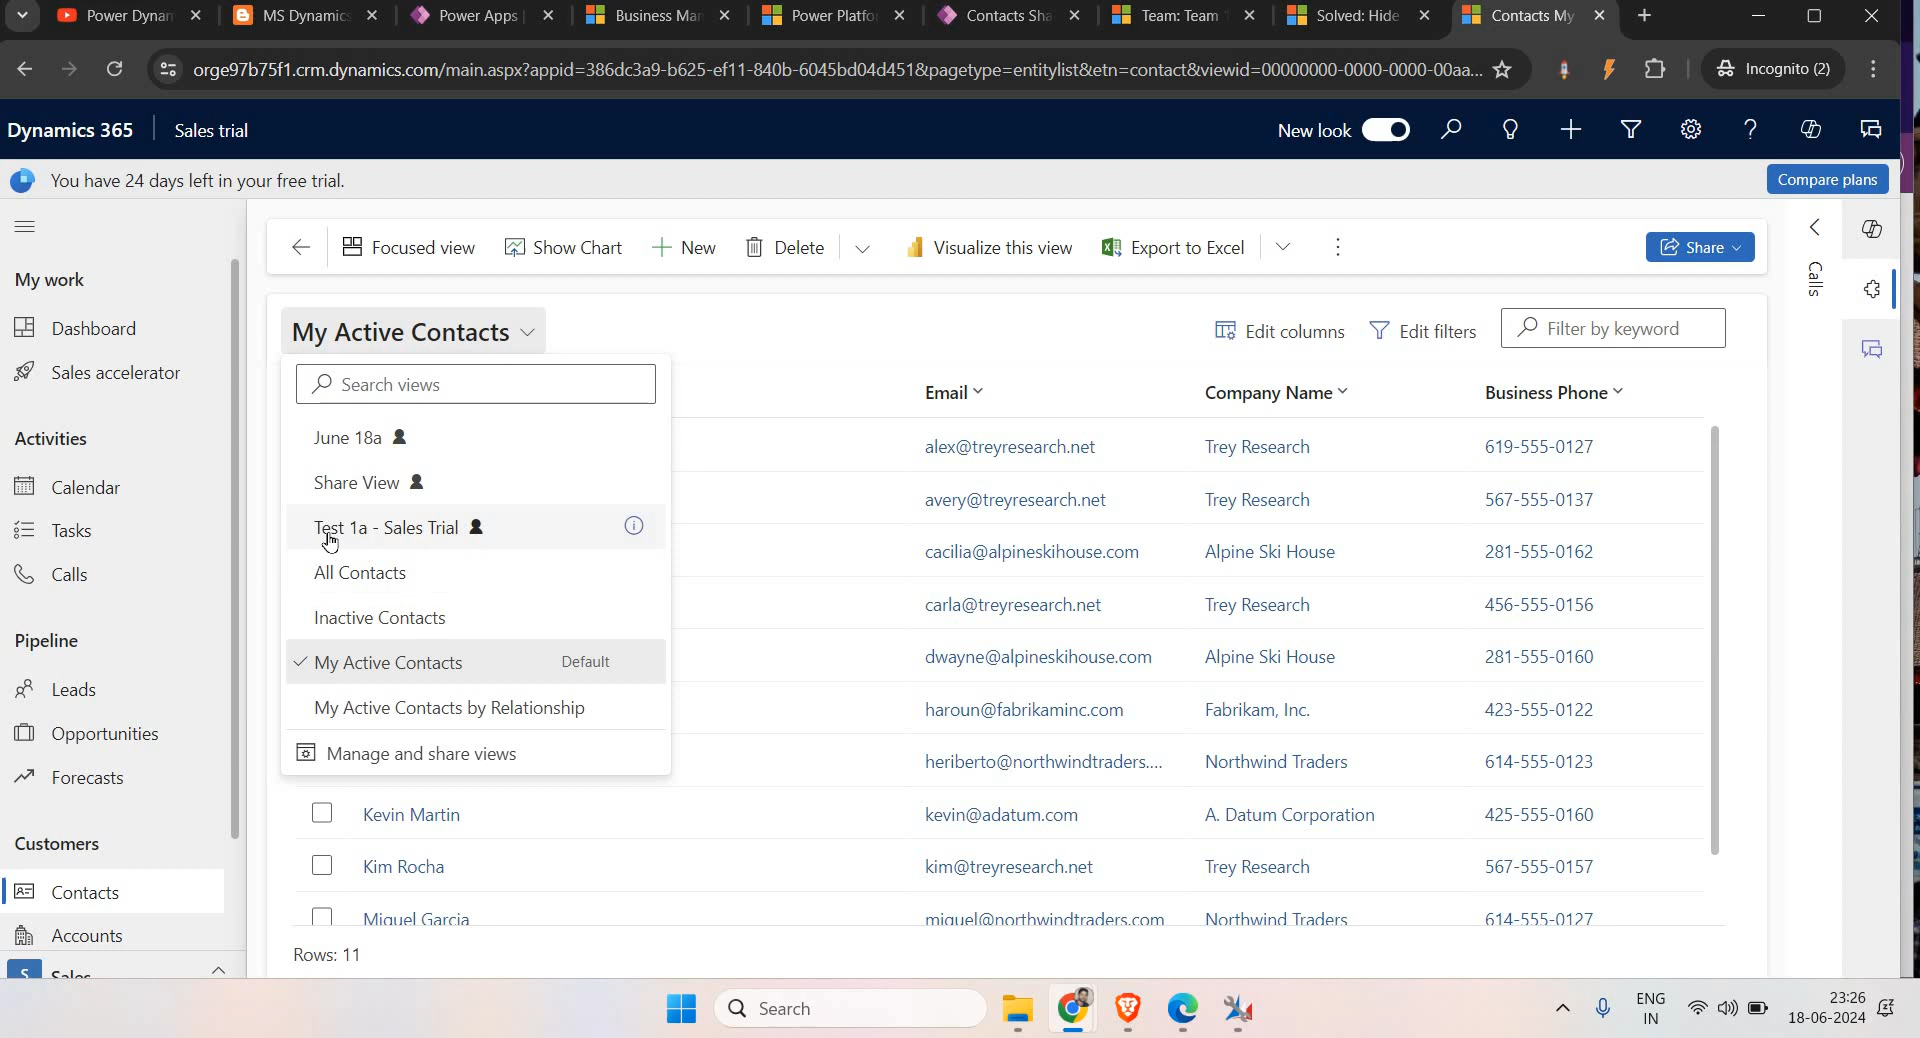 Power Dynan
MS Dynamics
Power Apps |
Business Man
Power Platfo
Contacts Sha
Team: Team
Solved: Hide
Contacts My
orge97b75f1.crm.dynamics.com/main.aspx?appid=386dc3a9-b625-ef11-840b-6045bd04d451&pagetype=entitylist&etn=contact&viewid=00000000-0000-0000-00aa...
Incognito (2)
Dynamics 365
Sales trial
New look
You have 24 days left in your free trial.
Compare plans
Focused view
Show Chart
New
Delete
Visualize this view
Export to Excel
Share
Calls
My work
Dashboard
Sales accelerator
Activities
Calendar
Tasks
Calls
Pipeline
Leads
Opportunities
Forecasts
Customers
Contacts
Accounts
S Sales
My Active Contacts
Edit columns
Edit filters
Filter by keyword
Search views
June 18a
Share View
Test 1a - Sales Trial
All Contacts
Inactive Contacts
My Active Contacts Default
My Active Contacts by Relationship
Manage and share views
Email Company Name Business Phone
alex@treyresearch.net Trey Research 619-555-0127
avery@treyresearch.net Trey Research 567-555-0137
cacilia@alpineskihouse.com Alpine Ski House 281-555-0162
carla@treyresearch.net Trey Research 456-555-0156
dwayne@alpineskihouse.com Alpine Ski House 281-555-0160
haroun@fabrikaminc.com Fabrikam, Inc. 423-555-0122
heriberto@northwindtraders.... Northwind Traders 614-555-0123
Kevin Martin kevin@adatum.com A. Datum Corporation 425-555-0160
Kim Rocha kim@treyresearch.net Trey Research 567-555-0157
Miguel Garcia miguel@northwindtraders.com Northwind Traders 614-555-0127
Rows: 11
Search
ENG
IN
23:26
18-06-2024